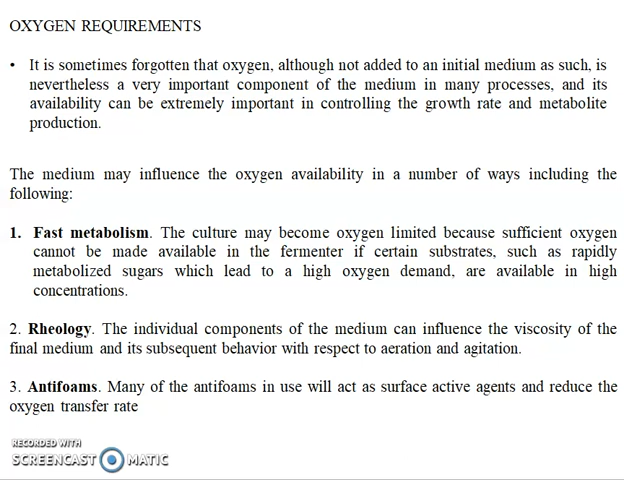 OXYGEN REQUIREMENTS
• It is sometimes forgotten that oxygen, although not added to an initial medium as such, is
nevertheless a very important component of the medium in many processes, and its
availability can be extremely important in controlling the growth rate and metabolite
production.
The medium may influence the oxygen availability in a number of ways including the
following:
1. Fast metabolism. The culture may become oxygen limited because sufficient oxygen
cannot be made available in the fermenter if certain substrates, such as rapidly
metabolized sugars which lead to a high oxygen demand, are available in high
concentrations.
2. Rheology. The individual components of the medium can influence the viscosity of the
final medium and its subsequent behavior with respect to aeration and agitation.
3. Antifoams. Many of the antifoams in use will act as surface active agents and reduce the
oxygen transfer rate
RECORDED WITH
SCREENCAST MATIC